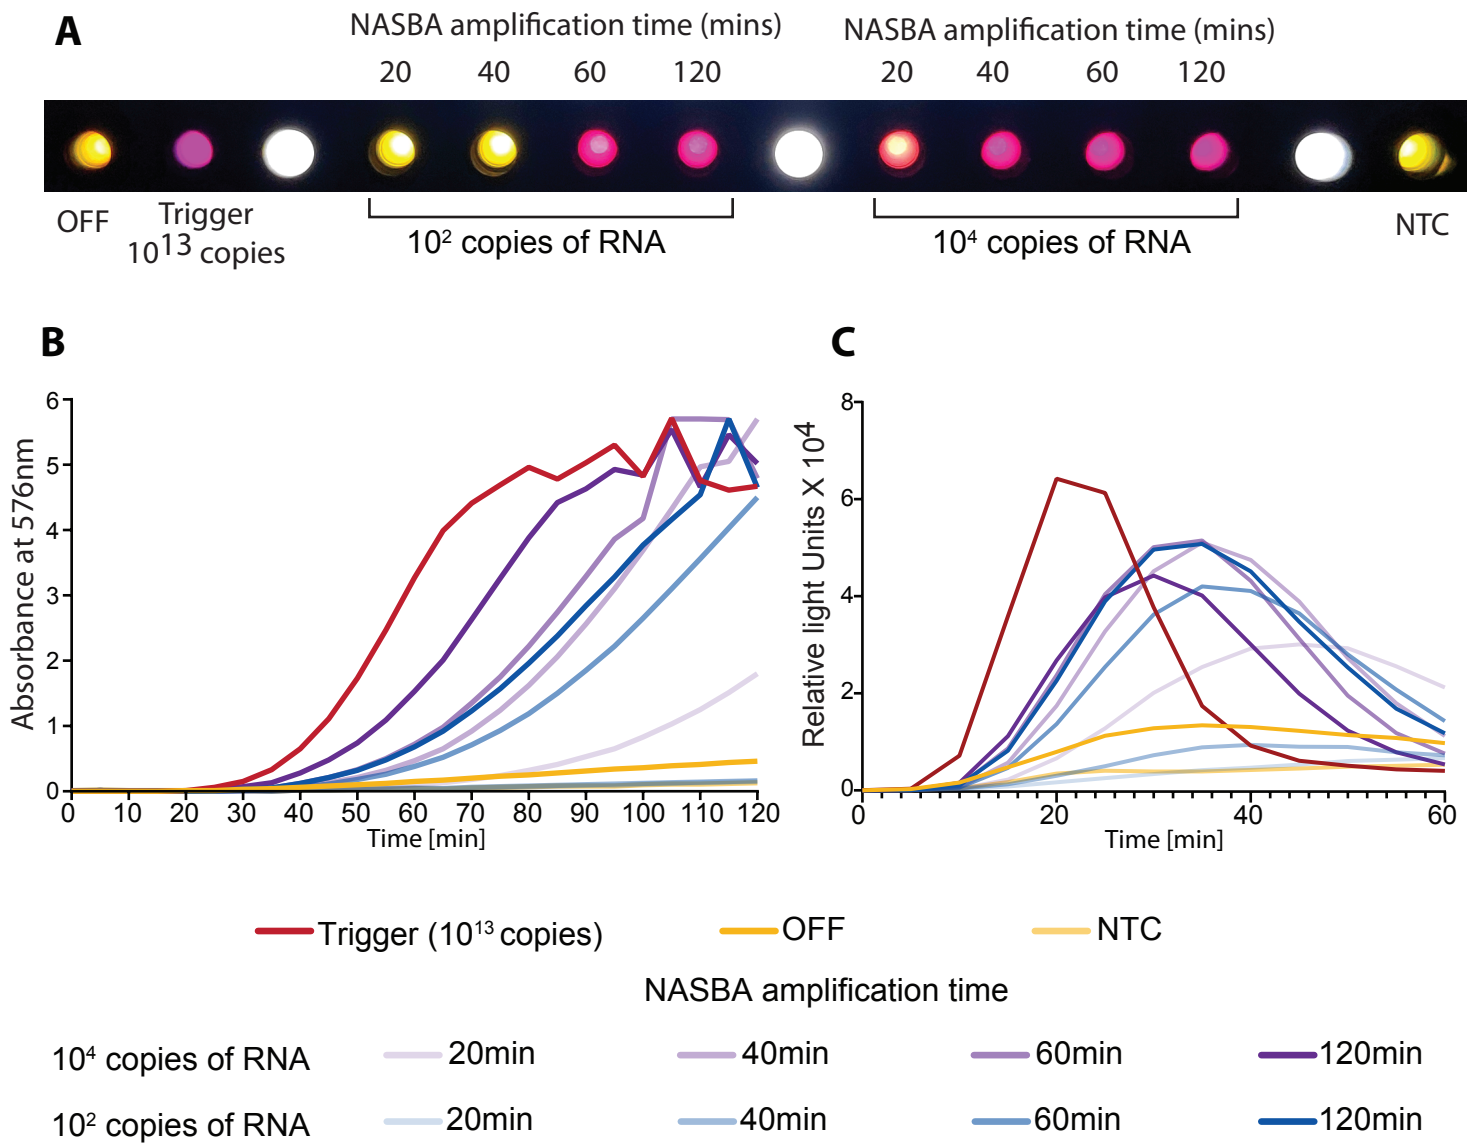 A
NASBA amplification time (mins)
NASBA amplification time (mins)
20 40 60 120
20 40 60 120
OFF
Trigger
10¹³ copies
10² copies of RNA
10⁴ copies of RNA
NTC
B
C
Absorbance at 576nm
6
5
4
3
2
1
0
0 10 20 30 40 50 60 70 80 90 100 110 120
Time [min]
Relative light Units X 10⁴
8
6
4
2
0
0 20 40 60
Time [min]
Trigger (10¹³ copies) OFF NTC
NASBA amplification time
10⁴ copies of RNA 20min 40min 60min 120min
10² copies of RNA 20min 40min 60min 120min